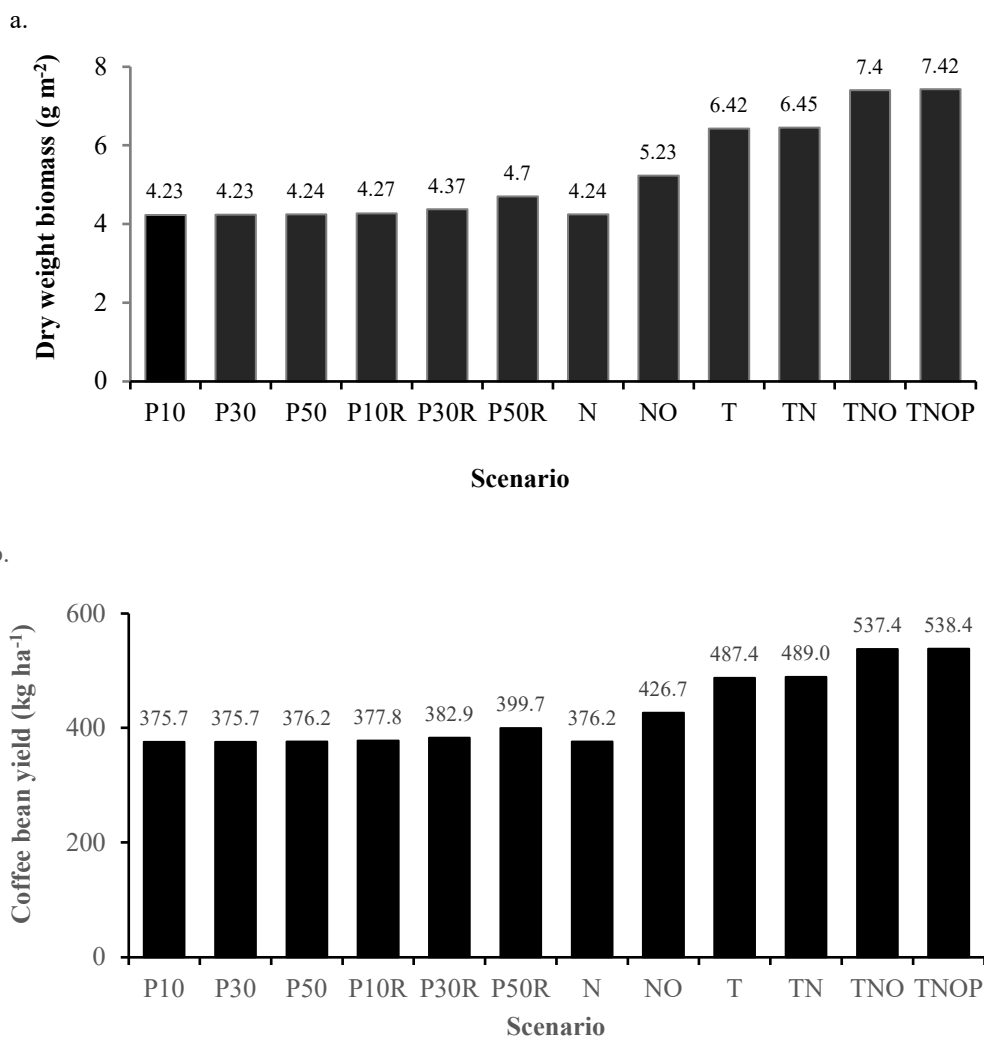 a.
Dry weight biomass (g m-2)
8
6
4
2
0
4.23 4.23 4.24 4.27 4.37 4.7 4.24 5.23 6.42 6.45 7.4 7.42
P10 P30 P50 P10R P30R P50R N NO T TN TNO TNOP
Scenario
Coffee bean yield (kg ha-1)
600
400
200
0
375.7 375.7 376.2 377.8 382.9 399.7 376.2 426.7 487.4 489.0 537.4 538.4
P10 P30 P50 P10R P30R P50R N NO T TN TNO TNOP
Scenario